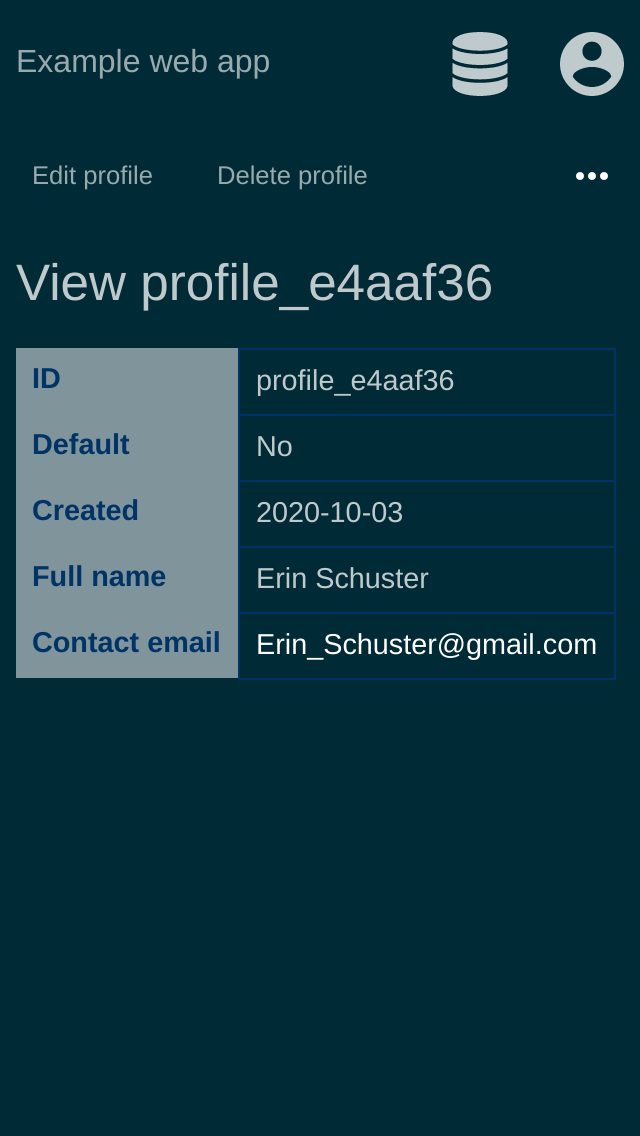 Example web app
Edit profile Delete profile
View profile_e4aaf36
ID profile_e4aaf36
Default No
Created 2020-10-03
Full name Erin Schuster
Contact email Erin_Schuster@gmail.com